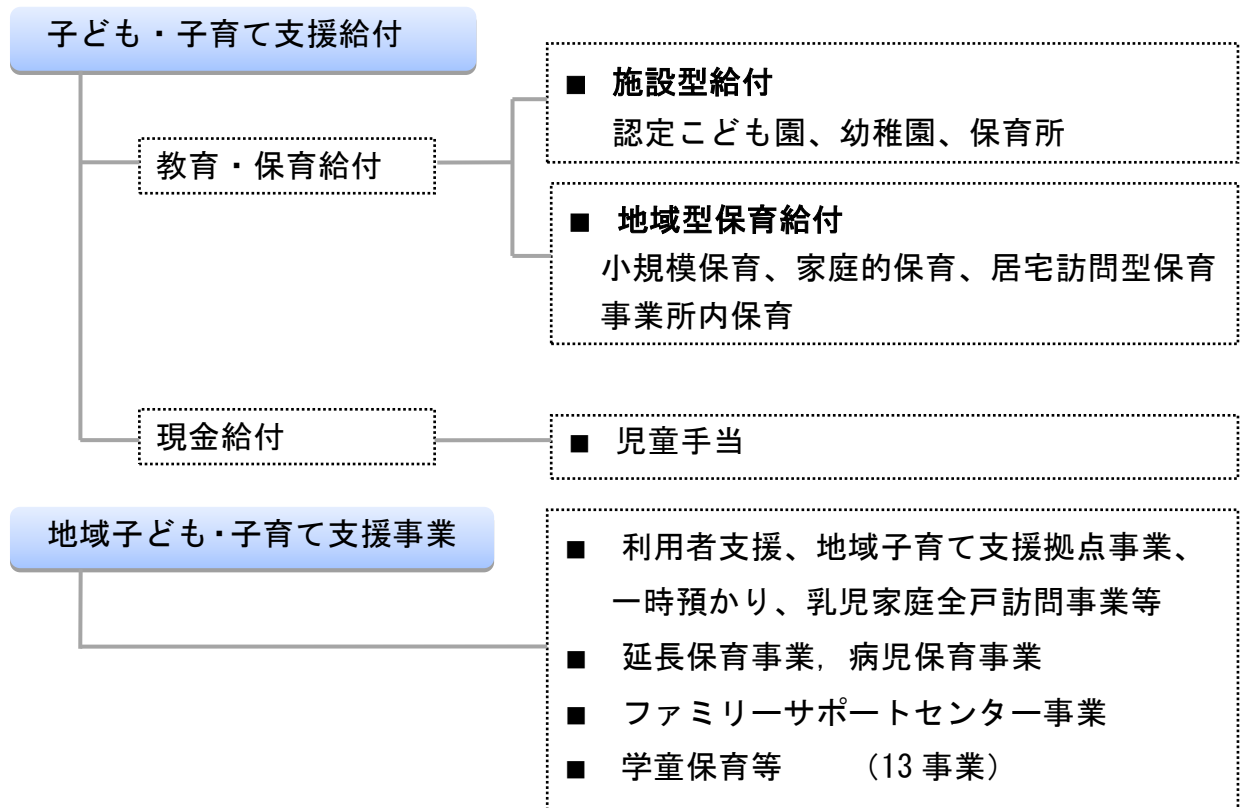 子ども・子育て支援給付
■ 施設型給付
認定こども園、幼稚園、保育所
教育・保育給付
■ 地域型保育給付
小規模保育、家庭的保育、居宅訪問型保育
事業所内保育
現金給付
■ 児童手当
地域子ども・子育て支援事業
■ 利用者支援、地域子育て支援拠点事業、
一時預かり、乳児家庭全戸訪問事業等
■ 延長保育事業, 病児保育事業
■ ファミリーサポートセンター事業
■ 学童保育等 (13 事業)